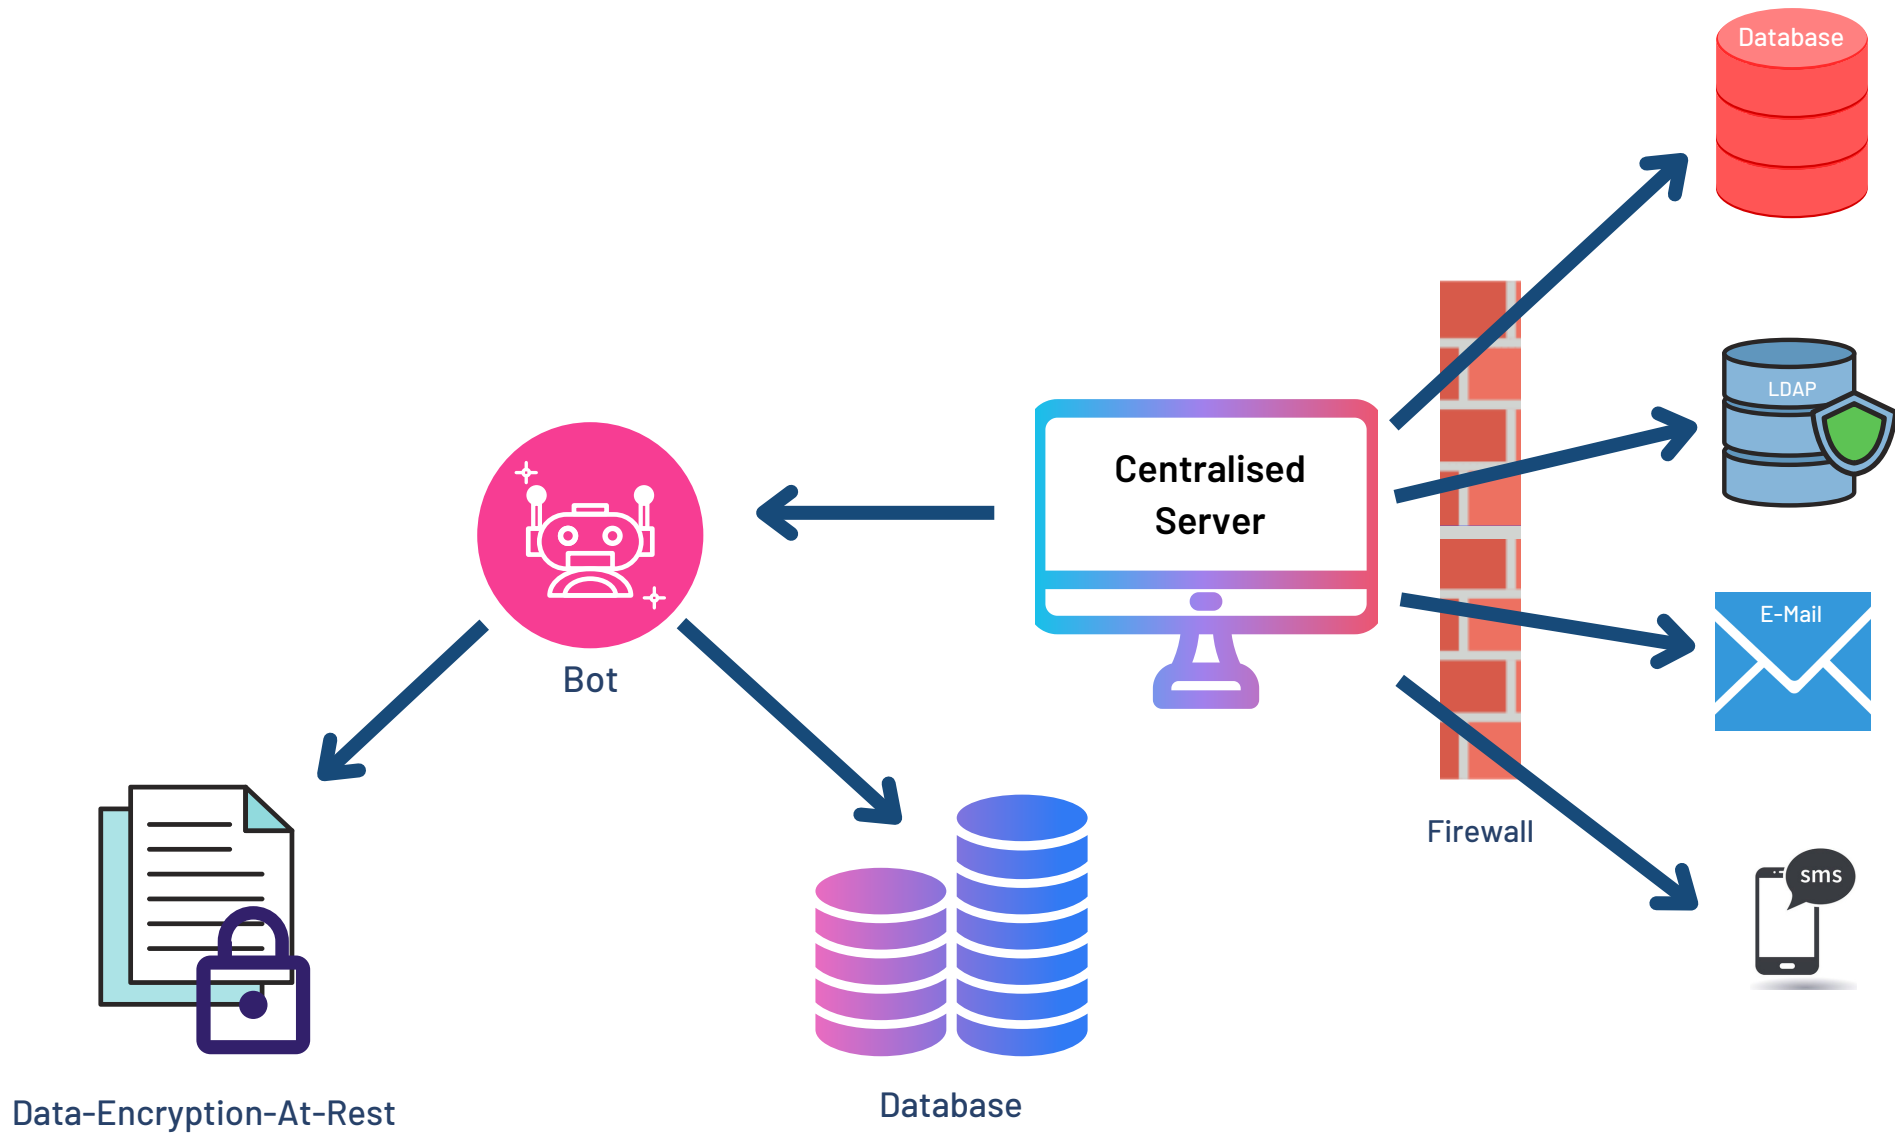 Database
LDAP
Centralised
Server
E-Mail
Bot
Firewall
sms
Database
Data-Encryption-At-Rest